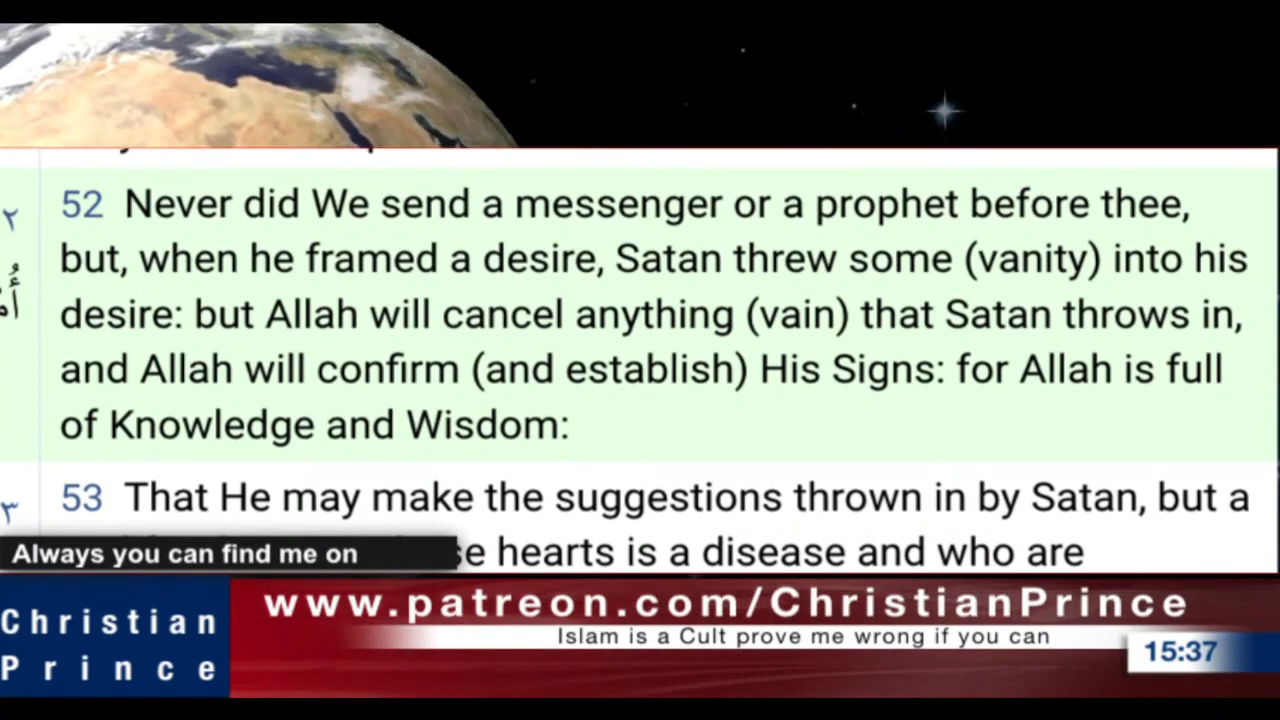 52 Never did We send a messenger or a prophet before thee,
but, when he framed a desire, Satan threw some (vanity) into his
desire: but Allah will cancel anything (vain) that Satan throws in,
and Allah will confirm (and establish) His Signs: for Allah is full
of Knowledge and Wisdom:
53 That He may make the suggestions thrown in by Satan, but a
hearts is a disease and who are
Always you can find me on
Christian
Prince
www.patreon.com/ChristianPrince
Islam is a Cult prove me wrong if you can
15:37